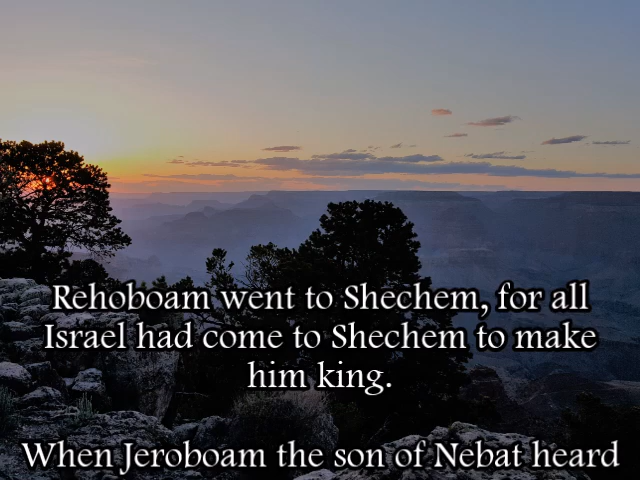 Rehoboam went to Shechem, for all
Israel had come to Shechem to make
him king.
When Jeroboam the son of Nebat heard